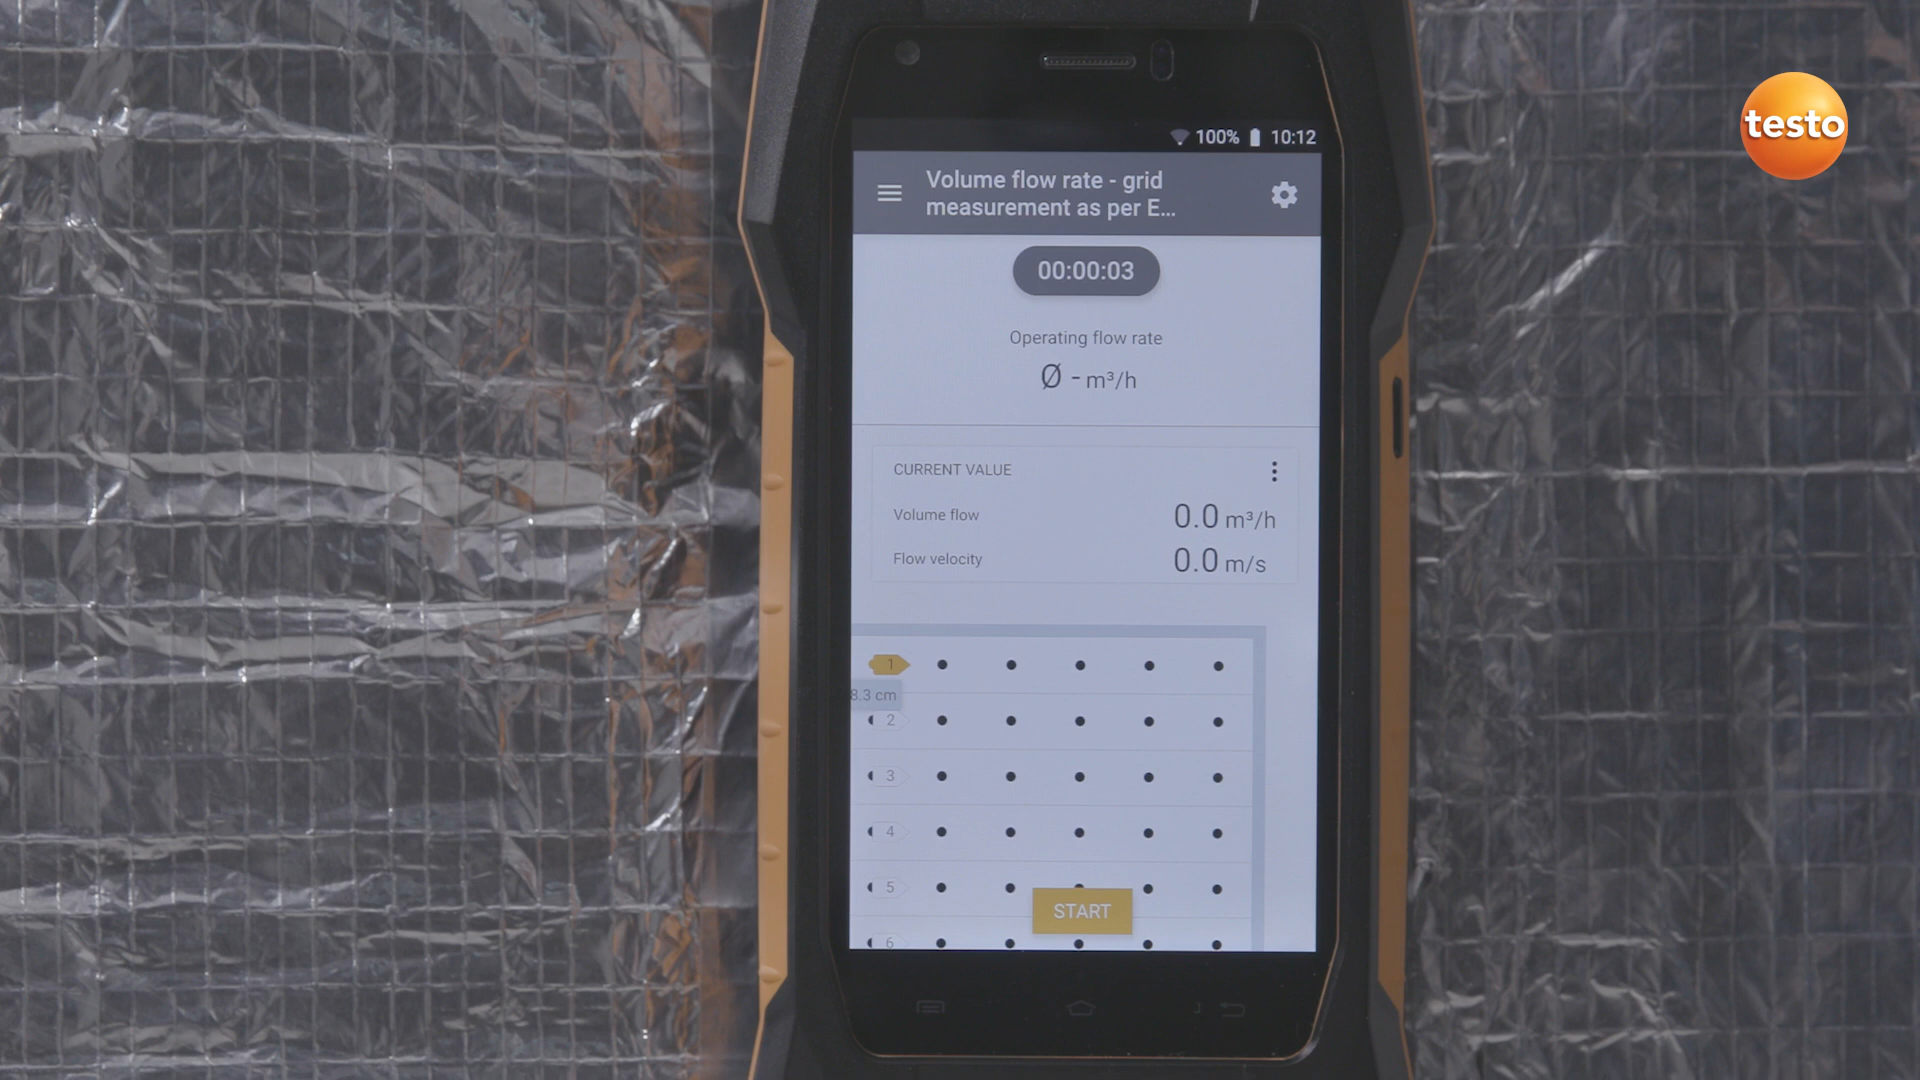 testo
100% 10:12
Volume flow rate - grid
measurement as per E...
00:00:03
Operating flow rate
Ø - m³/h
CURRENT VALUE
Volume flow 0.0 m³/h
Flow velocity 0.0 m/s
1
8.3 cm
2
3
4
5
START
6